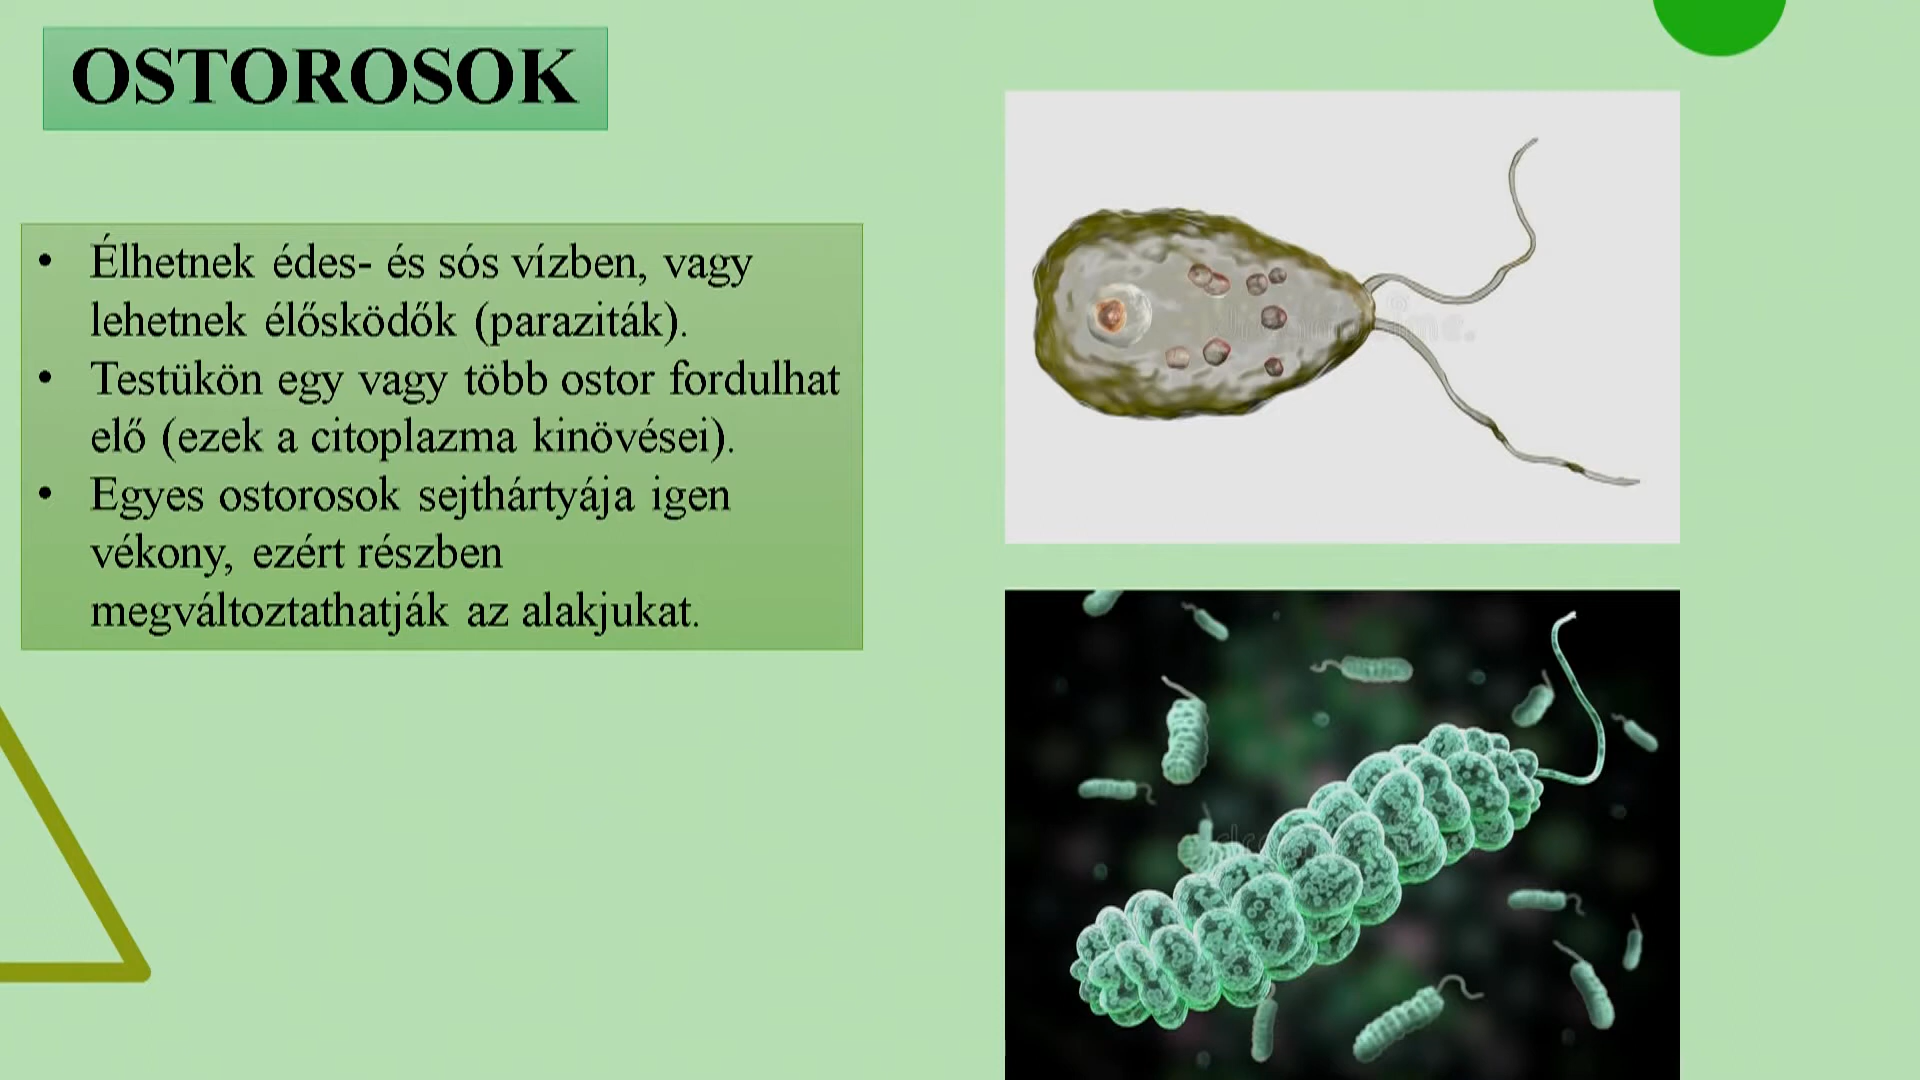 OSTOROSOK
• Élhetnek édes- és sós vízben, vagy
lehetnek élősködők (paraziták).
• Testükön egy vagy több ostor fordulhat
elő (ezek a citoplazma kinövései).
• Egyes ostorosok sejthártyája igen
vékony, ezért részben
megváltoztathatják az alakjukat.